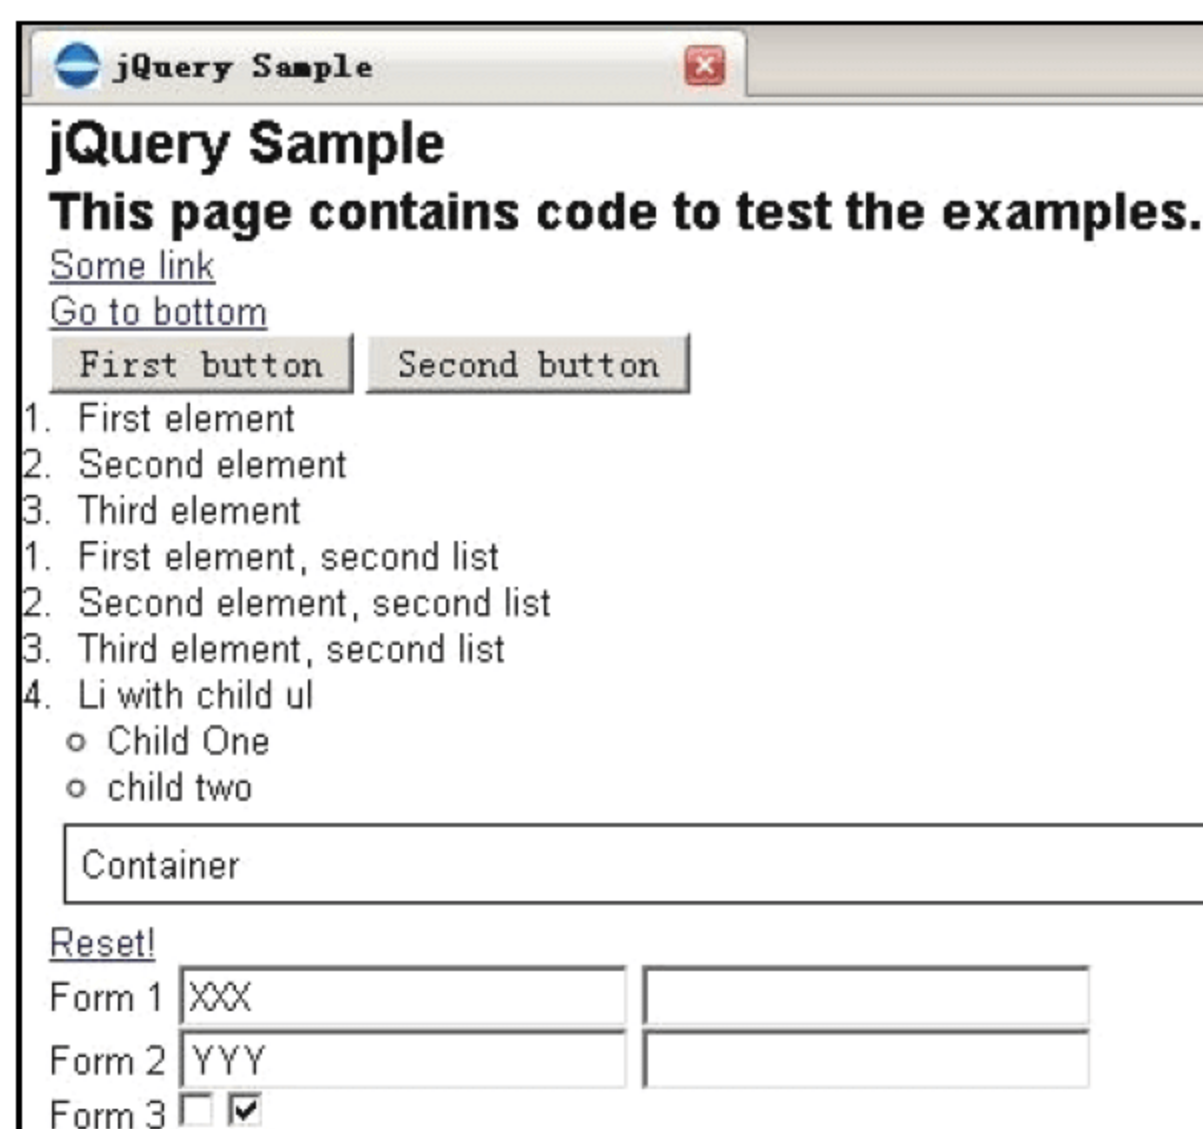 jQuery Sample
jQuery Sample
This page contains code to test the examples.
Some link
Go to bottom
First button Second button
1. First element
2. Second element
3. Third element
1. First element, second list
2. Second element, second list
3. Third element, second list
4. Li with child ul
Child One
child two
Container
Reset!
Form 1 XXX
Form 2 YYY
Form 3